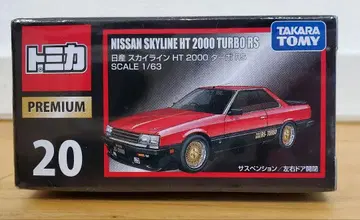 トミカ
PREMIUM
20
NISSAN SKYLINE HT 2000 TURBO RS
日産 スカイライン HT 2000 ターボ RS
SCALE 1/63
TAKARA
TOMY
サスペンション/左右ドア開閉